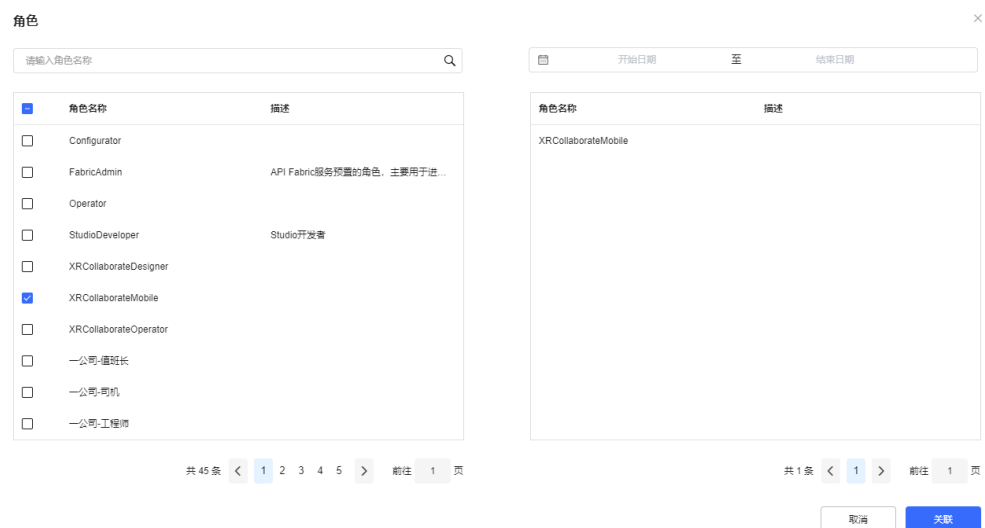 角色
请输入角色名称
开始日期 至 结束日期
角色名称 描述
Configurator
FabricAdmin API Fabric服务预置的角色，主要用于进...
Operator
StudioDeveloper Studio开发者
XRCollaborateDesigner
XRCollaborateMobile
XRCollaborateOperator
一公司-值班长
一公司-司机
一公司-工程师
共 45 条 1 2 3 4 5 前往 1 页
角色名称 描述
XRCollaborateMobile
共 1 条 1 前往 1 页
取消 关联